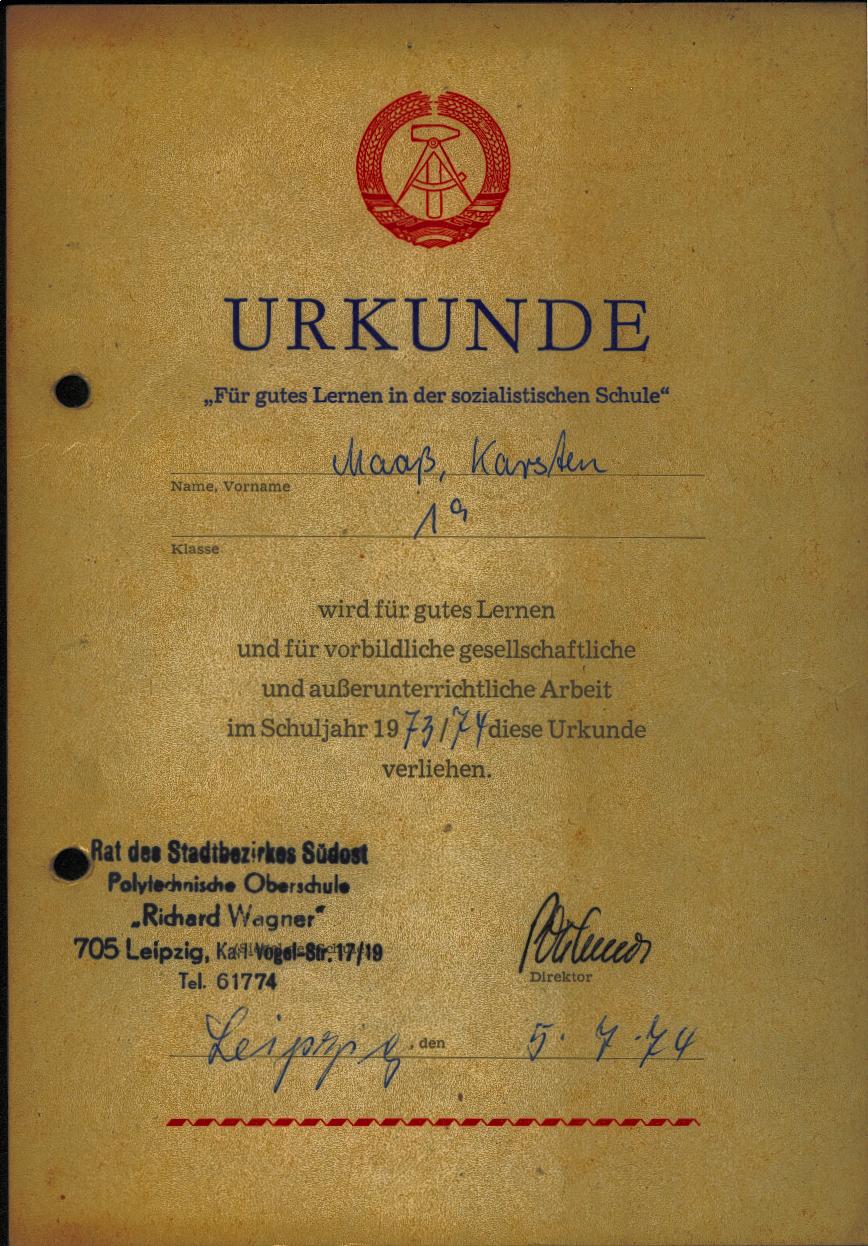 URKUNDE
„Für gutes Lernen in der sozialistischen Schule“
Maaß, Karsten
Name, Vorname
1a
Klasse
wird für gutes Lernen
und für vorbildliche gesellschaftliche
und außerunterrichtliche Arbeit
im Schuljahr 1973/74 diese Urkunde
verliehen.
Rat des Stadtbezirkes Südost
Polytechnische Oberschule
„Richard Wagner“
705 Leipzig, Karl-Vogel-Str. 17/19
Tel. 61774
Direktor
Leipzig, den 5.7.74